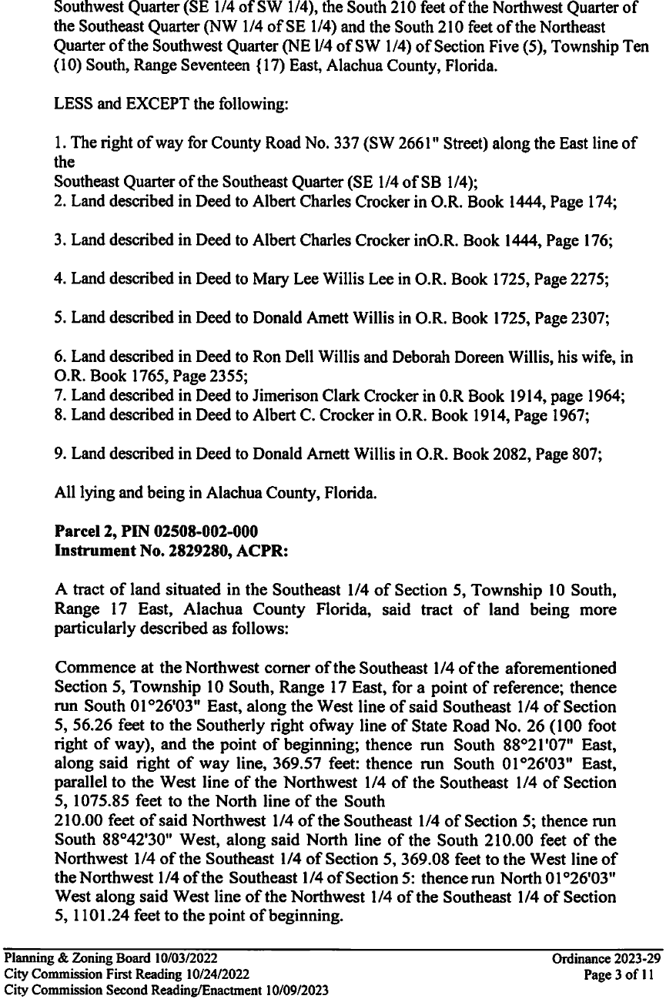 Southwest Quarter (SE 1/4 of SW 1/4), the South 210 feet of the Northwest Quarter of
the Southeast Quarter (NW 1/4 of SE 1/4) and the South 210 feet of the Northeast
Quarter of the Southwest Quarter (NE l/4 of SW 1/4) of Section Five (5), Township Ten
(10) South, Range Seventeen {17) East, Alachua County, Florida.
LESS and EXCEPT the following:
1. The right of way for County Road No. 337 (SW 2661" Street) along the East line of
the
Southeast Quarter of the Southeast Quarter (SE 1/4 of SB 1/4);
2. Land described in Deed to Albert Charles Crocker in O.R. Book 1444, Page 174;
3. Land described in Deed to Albert Charles Crocker inO.R. Book 1444, Page 176;
4. Land described in Deed to Mary Lee Willis Lee in O.R. Book 1725, Page 2275;
5. Land described in Deed to Donald Amett Willis in O.R. Book 1725, Page 2307;
6. Land described in Deed to Ron Dell Willis and Deborah Doreen Willis, his wife, in
O.R. Book 1765, Page 2355;
7. Land described in Deed to Jimerison Clark Crocker in 0.R Book 1914, page 1964;
8. Land described in Deed to Albert C. Crocker in O.R. Book 1914, Page 1967;
9. Land described in Deed to Donald Arnett Willis in O.R. Book 2082, Page 807;
All lying and being in Alachua County, Florida.
Parcel 2, PIN 02508-002-000
Instrument No. 2829280, ACPR:
A tract of land situated in the Southeast 1/4 of Section 5, Township 10 South,
Range 17 East, Alachua County Florida, said tract of land being more
particularly described as follows:
Commence at the Northwest corner of the Southeast 1/4 of the aforementioned
Section 5, Township 10 South, Range 17 East, for a point of reference; thence
run South 01°26'03" East, along the West line of said Southeast 1/4 of Section
5, 56.26 feet to the Southerly right ofway line of State Road No. 26 (100 foot
right of way), and the point of beginning; thence run South 88°21'07" East,
along said right of way line, 369.57 feet: thence run South 01°26'03" East,
parallel to the West line of the Northwest 1/4 of the Southeast 1/4 of Section
5, 1075.85 feet to the North line of the South
210.00 feet of said Northwest 1/4 of the Southeast 1/4 of Section 5; thence run
South 88°42'30" West, along said North line of the South 210.00 feet of the
Northwest 1/4 of the Southeast 1/4 of Section 5, 369.08 feet to the West line of
the Northwest 1/4 of the Southeast 1/4 of Section 5: thence run North 01°26'03"
West along said West line of the Northwest 1/4 of the Southeast 1/4 of Section
5, 1101.24 feet to the point of beginning.
Planning & Zoning Board 10/03/2022 Ordinance 2023-29
City Commission First Reading 10/24/2022 Page 3 of 11
City Commission Second Reading/Enactment 10/09/2023